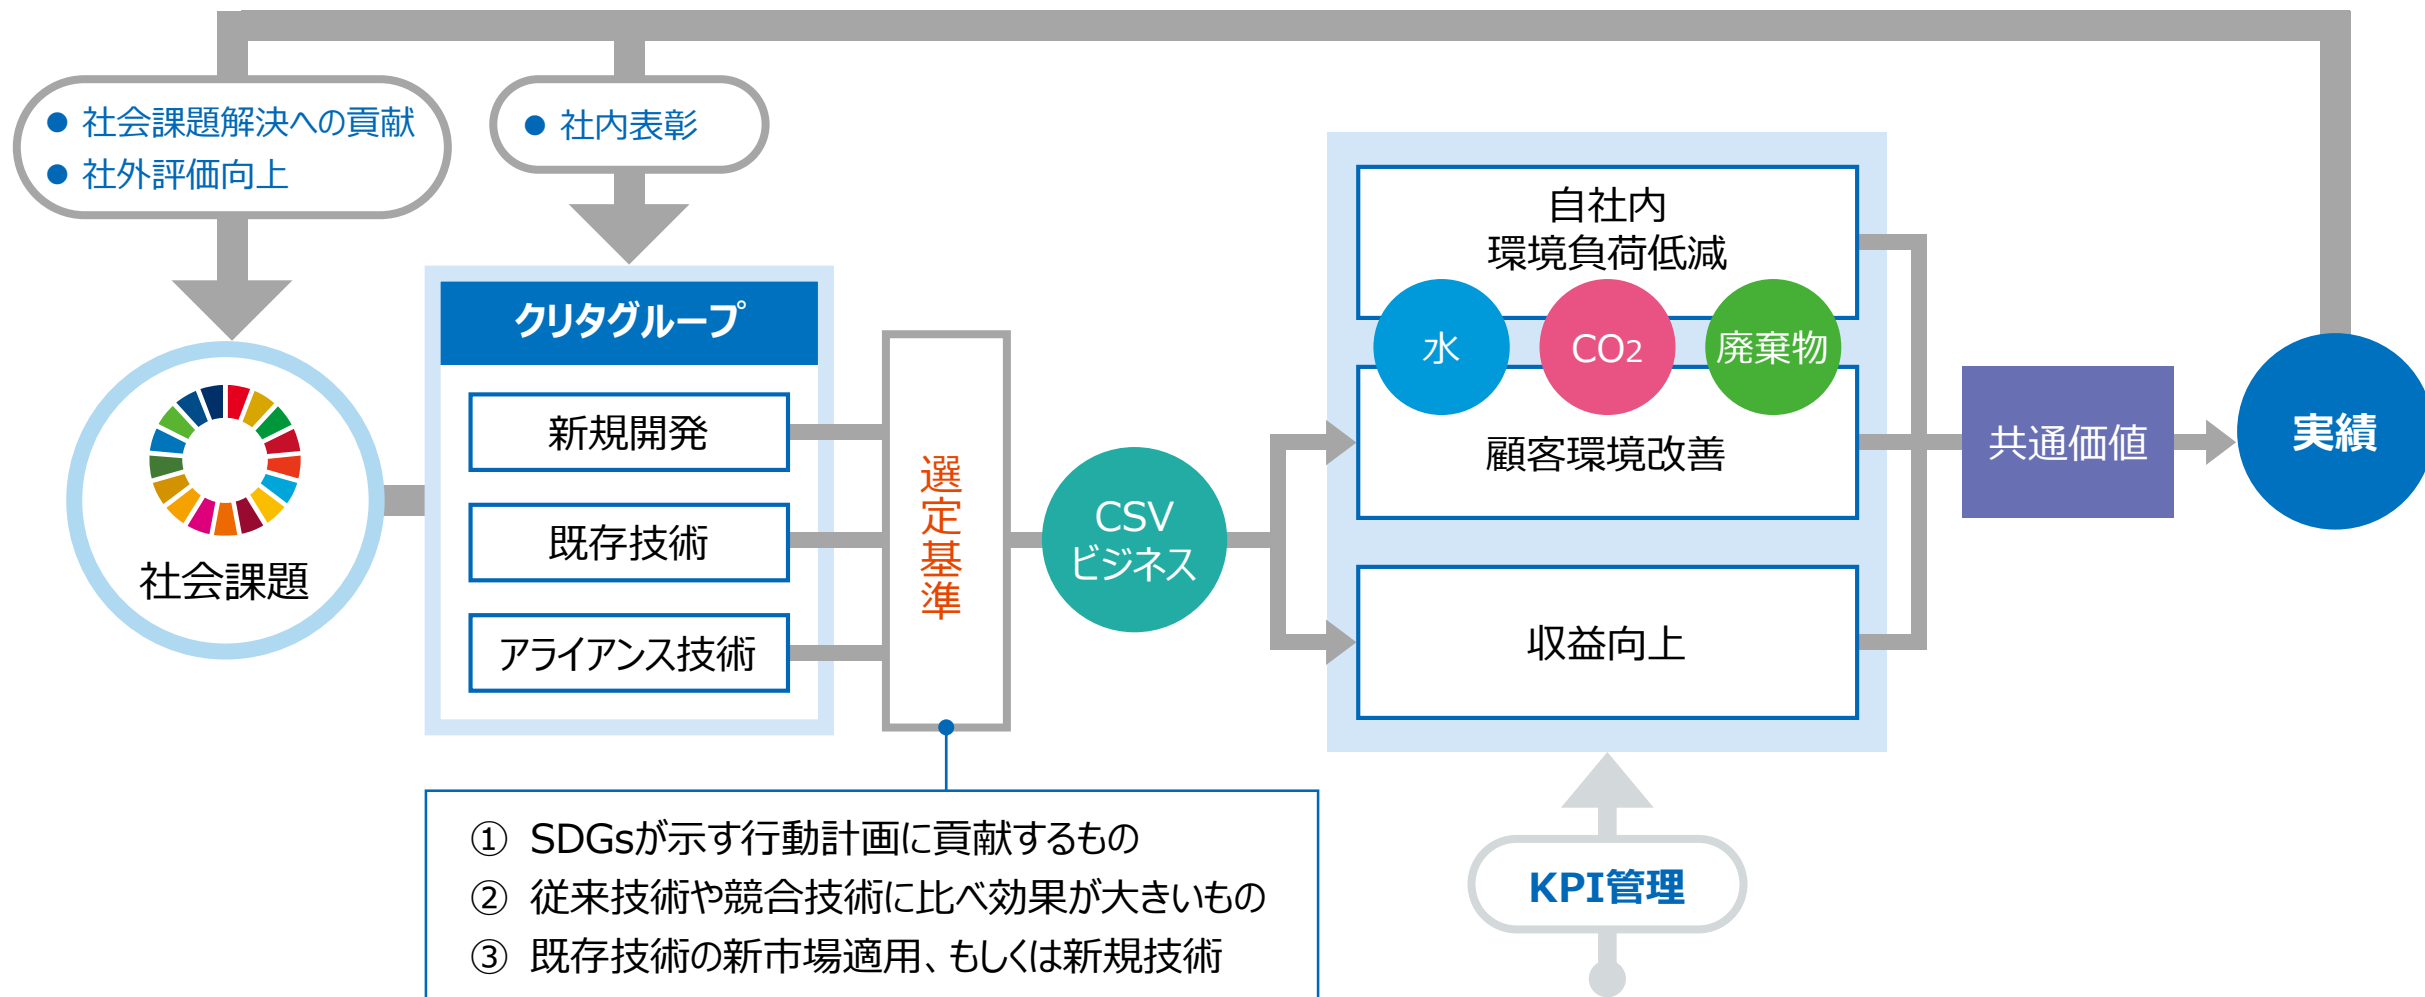 ● 社会課題解決への貢献
● 社外評価向上
● 社内表彰
社会課題
クリタグループ
新規開発
既存技術
アライアンス技術
選定基準
CSV
ビジネス
自社内
環境負荷低減
水
CO2
廃棄物
顧客環境改善
収益向上
共通価値
実績
① SDGsが示す行動計画に貢献するもの
② 従来技術や競合技術に比べ効果が大きいもの
③ 既存技術の新市場適用、もしくは新規技術
KPI管理